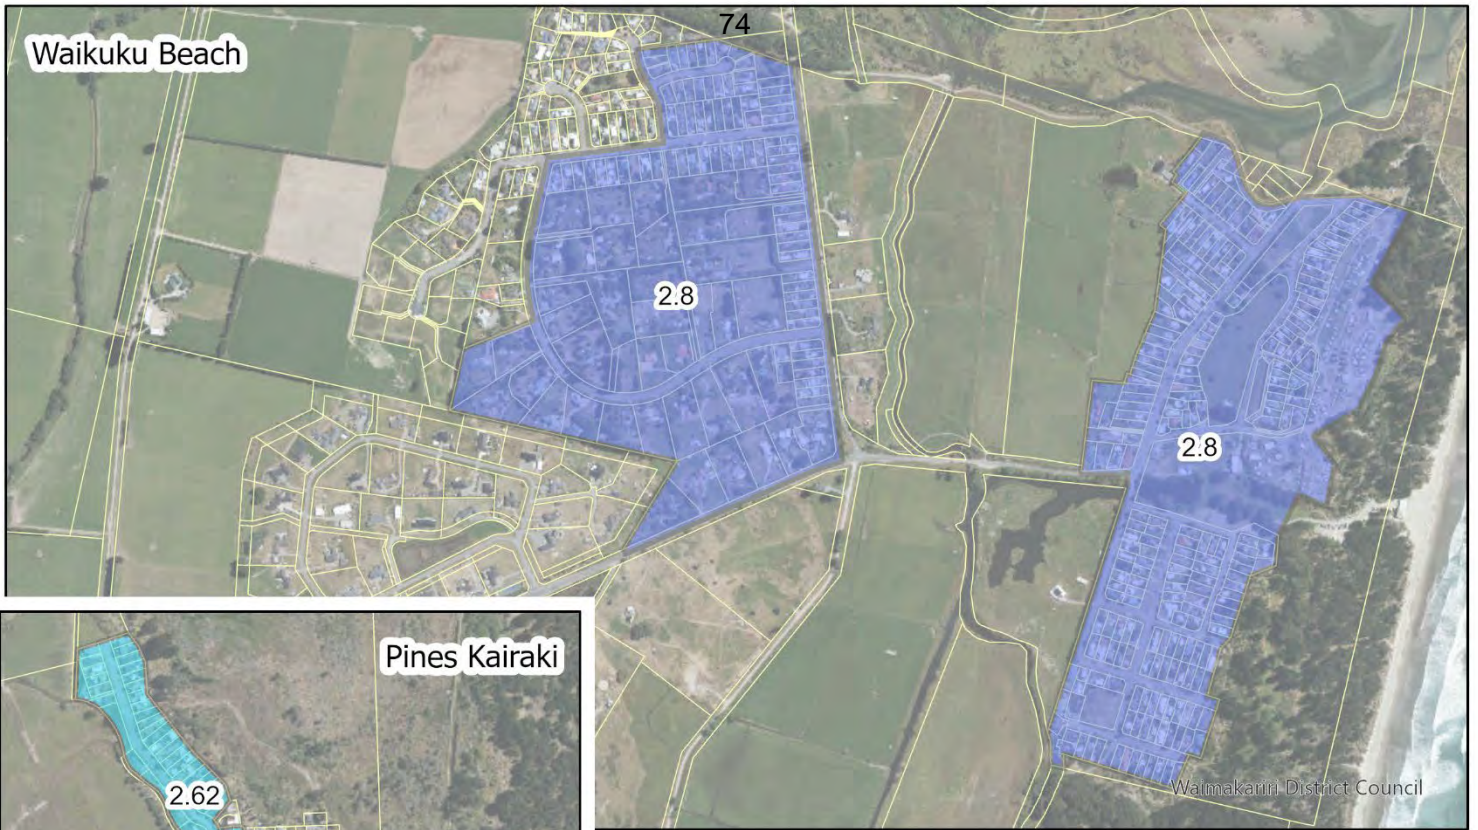 74
Waikuku Beach
2.8
2.8
Pines Kairaki
2.62
Waimakariri District Council